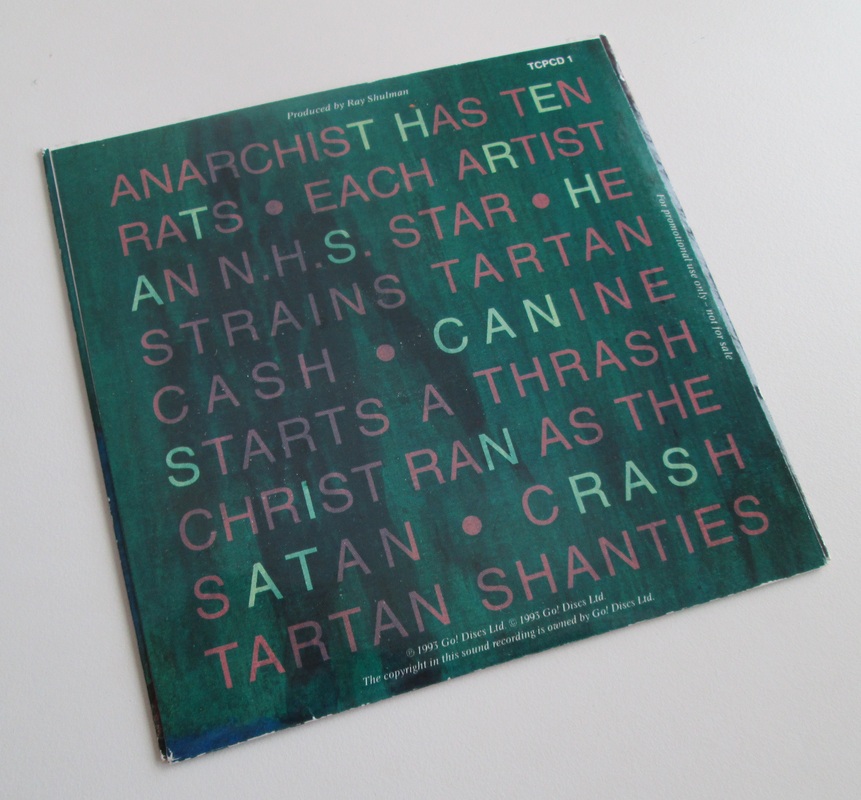 TCPCD 1
Produced by Ray Shulman
ANARCHIST HAS TEN
RATS • EACH ARTIST
AN N.H.S. STAR • HE
STRAINS TARTAN
CASH • CANINE
STARTS A THRASH
CHRIST RAN AS THE
SATAN • CRASH
TARTAN SHANTIES
For promotional use only - not for sale
℗ 1993 Go! Discs Ltd. © 1993 Go! Discs Ltd.
The copyright in this sound recording is owned by Go! Discs Ltd.